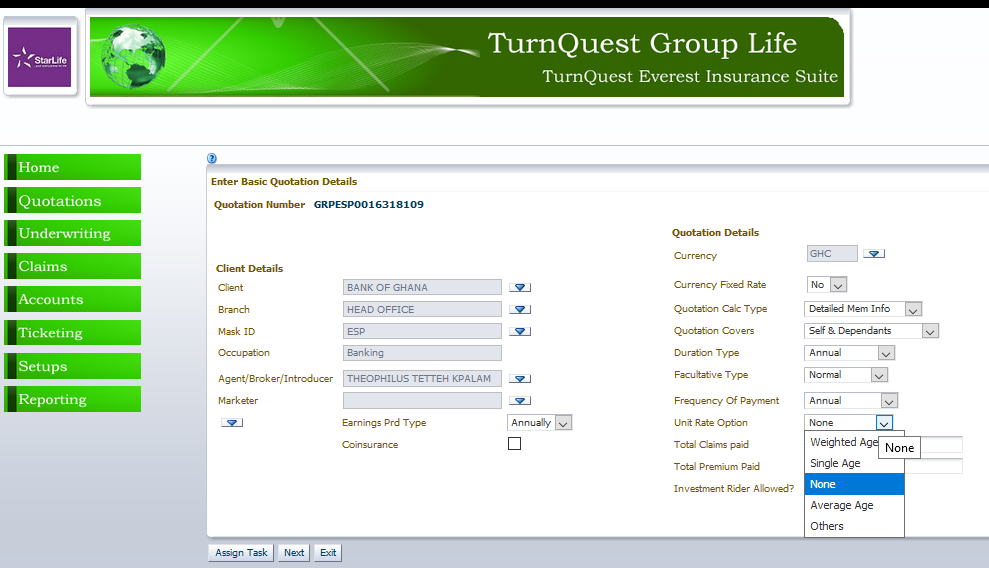 StarLife
TurnQuest Group Life
TurnQuest Everest Insurance Suite
Home
Quotations
Underwriting
Claims
Accounts
Ticketing
Setups
Reporting
?
Enter Basic Quotation Details
Quotation Number GRPESP0016318109
Client Details
Client BANK OF GHANA
Branch HEAD OFFICE
Mask ID ESP
Occupation Banking
Agent/Broker/Introducer THEOPHILUS TETTEH KPALAM
Marketer
Earnings Prd Type Annually
Coinsurance
Quotation Details
Currency GHC
Currency Fixed Rate No
Quotation Calc Type Detailed Mem Info
Quotation Covers Self & Dependants
Duration Type Annual
Facultative Type Normal
Frequency Of Payment Annual
Unit Rate Option None
Total Claims paid
Total Premium Paid
Investment Rider Allowed?
Weighted Age
Single Age
None
Average Age
Others
None
Assign Task Next Exit